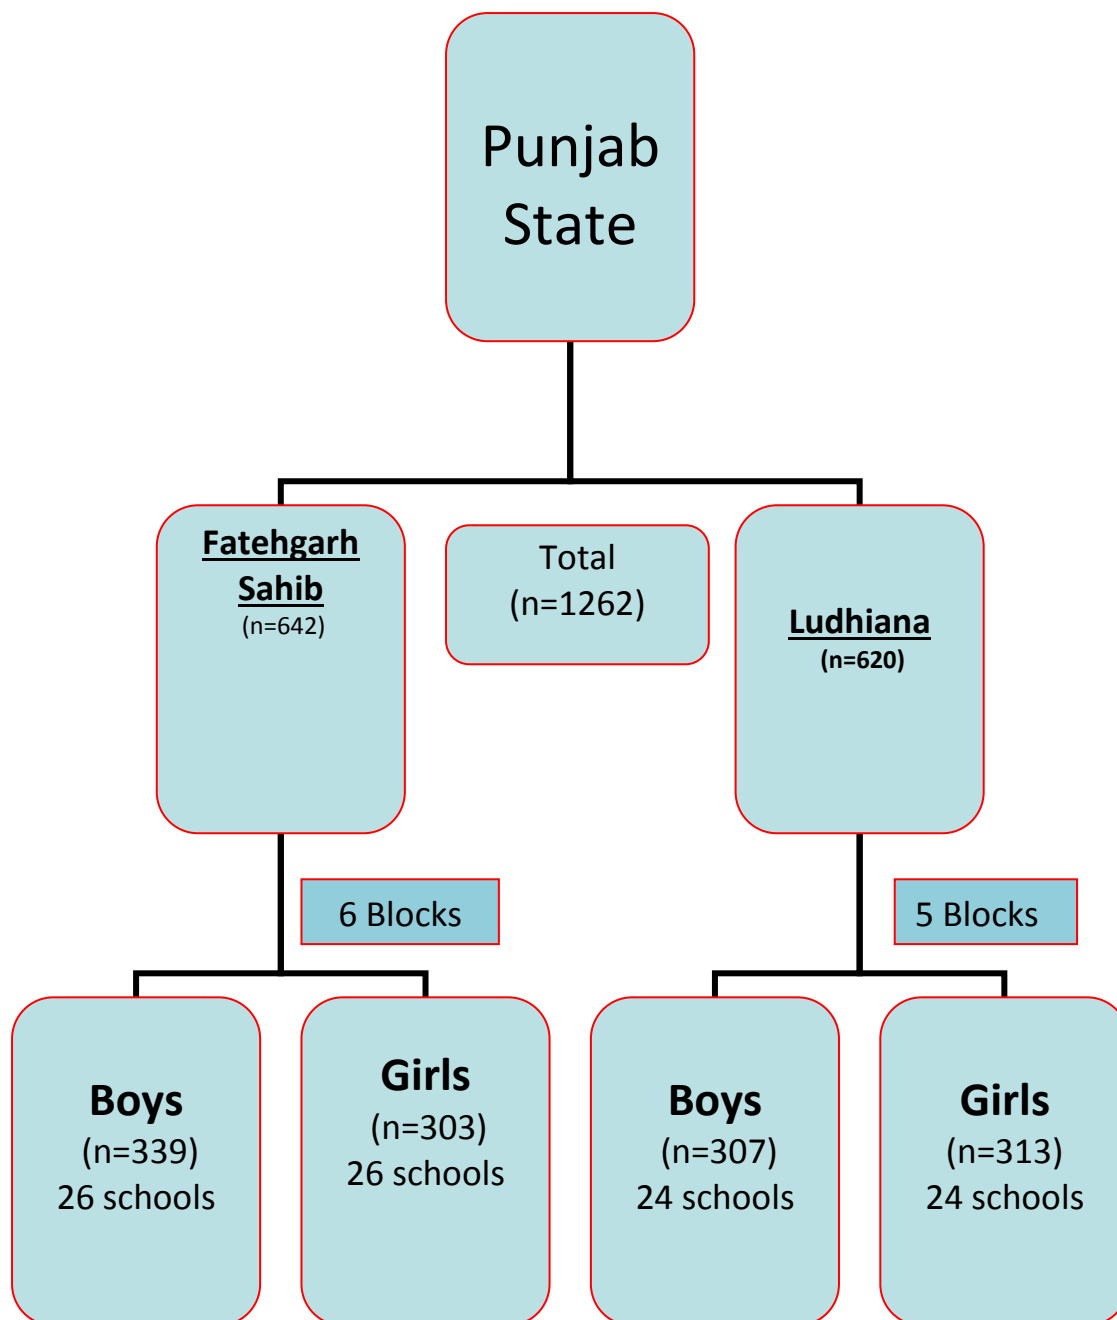 Punjab
State
Fatehgarh
Sahib
(n=642)
Total
(n=1262)
Ludhiana
(n=620)
6 Blocks
5 Blocks
Boys
(n=339)
26 schools
Girls
(n=303)
26 schools
Boys
(n=307)
24 schools
Girls
(n=313)
24 schools